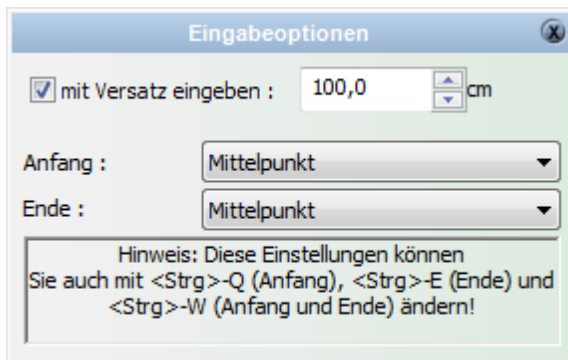 Eingabeoptionen
mit Versatz eingeben : 100,0 cm
Anfang : Mittelpunkt
Ende : Mittelpunkt
Hinweis: Diese Einstellungen können
Sie auch mit <Strg>-Q (Anfang), <Strg>-E (Ende) und
<Strg>-W (Anfang und Ende) ändern!